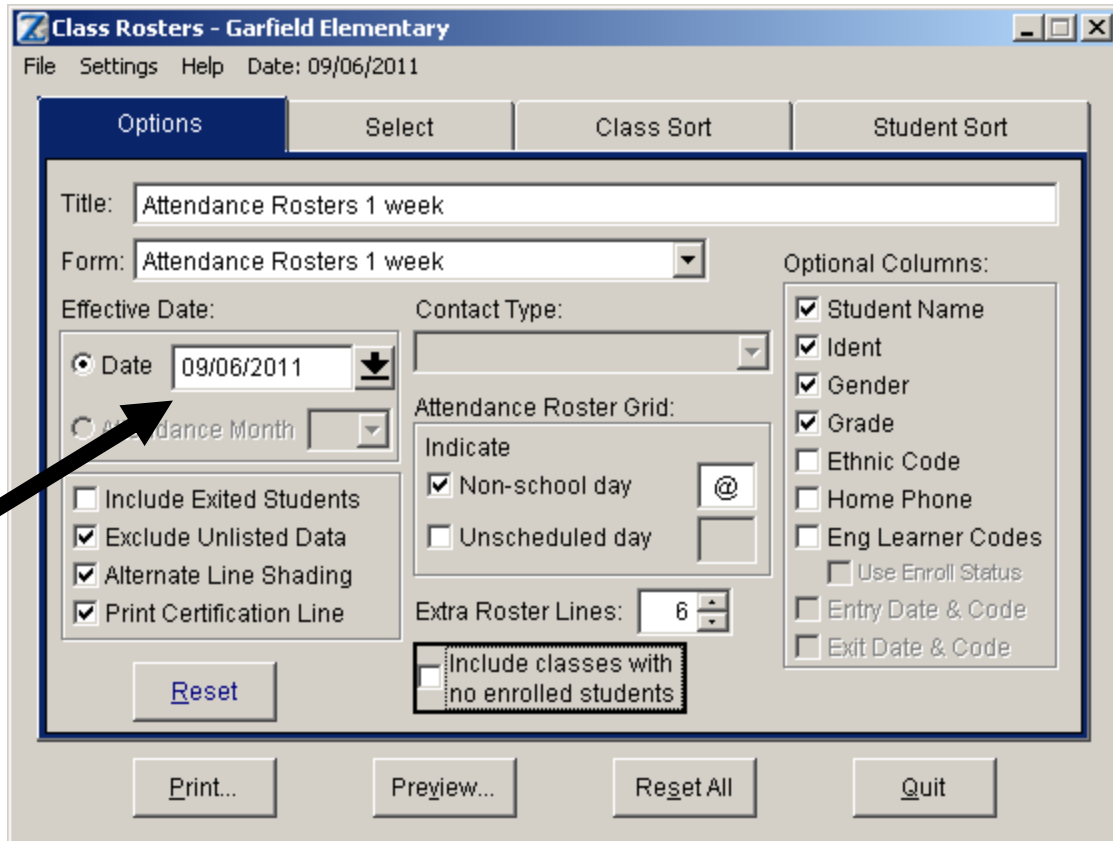 Class Rosters - Garfield Elementary
File Settings Help Date: 09/06/2011
Options Select Class Sort Student Sort
Title: Attendance Rosters 1 week
Form: Attendance Rosters 1 week
Optional Columns:
Effective Date:
Date 09/06/2011
Attendance Month
Include Exited Students
Exclude Unlisted Data
Alternate Line Shading
Print Certification Line
Reset
Contact Type:
Attendance Roster Grid:
Indicate
Non-school day @
Unscheduled day
Extra Roster Lines: 6
Include classes with
no enrolled students
Student Name
Ident
Gender
Grade
Ethnic Code
Home Phone
Eng Learner Codes
Use Enroll Status
Entry Date & Code
Exit Date & Code
Print... Preview... Reset All Quit